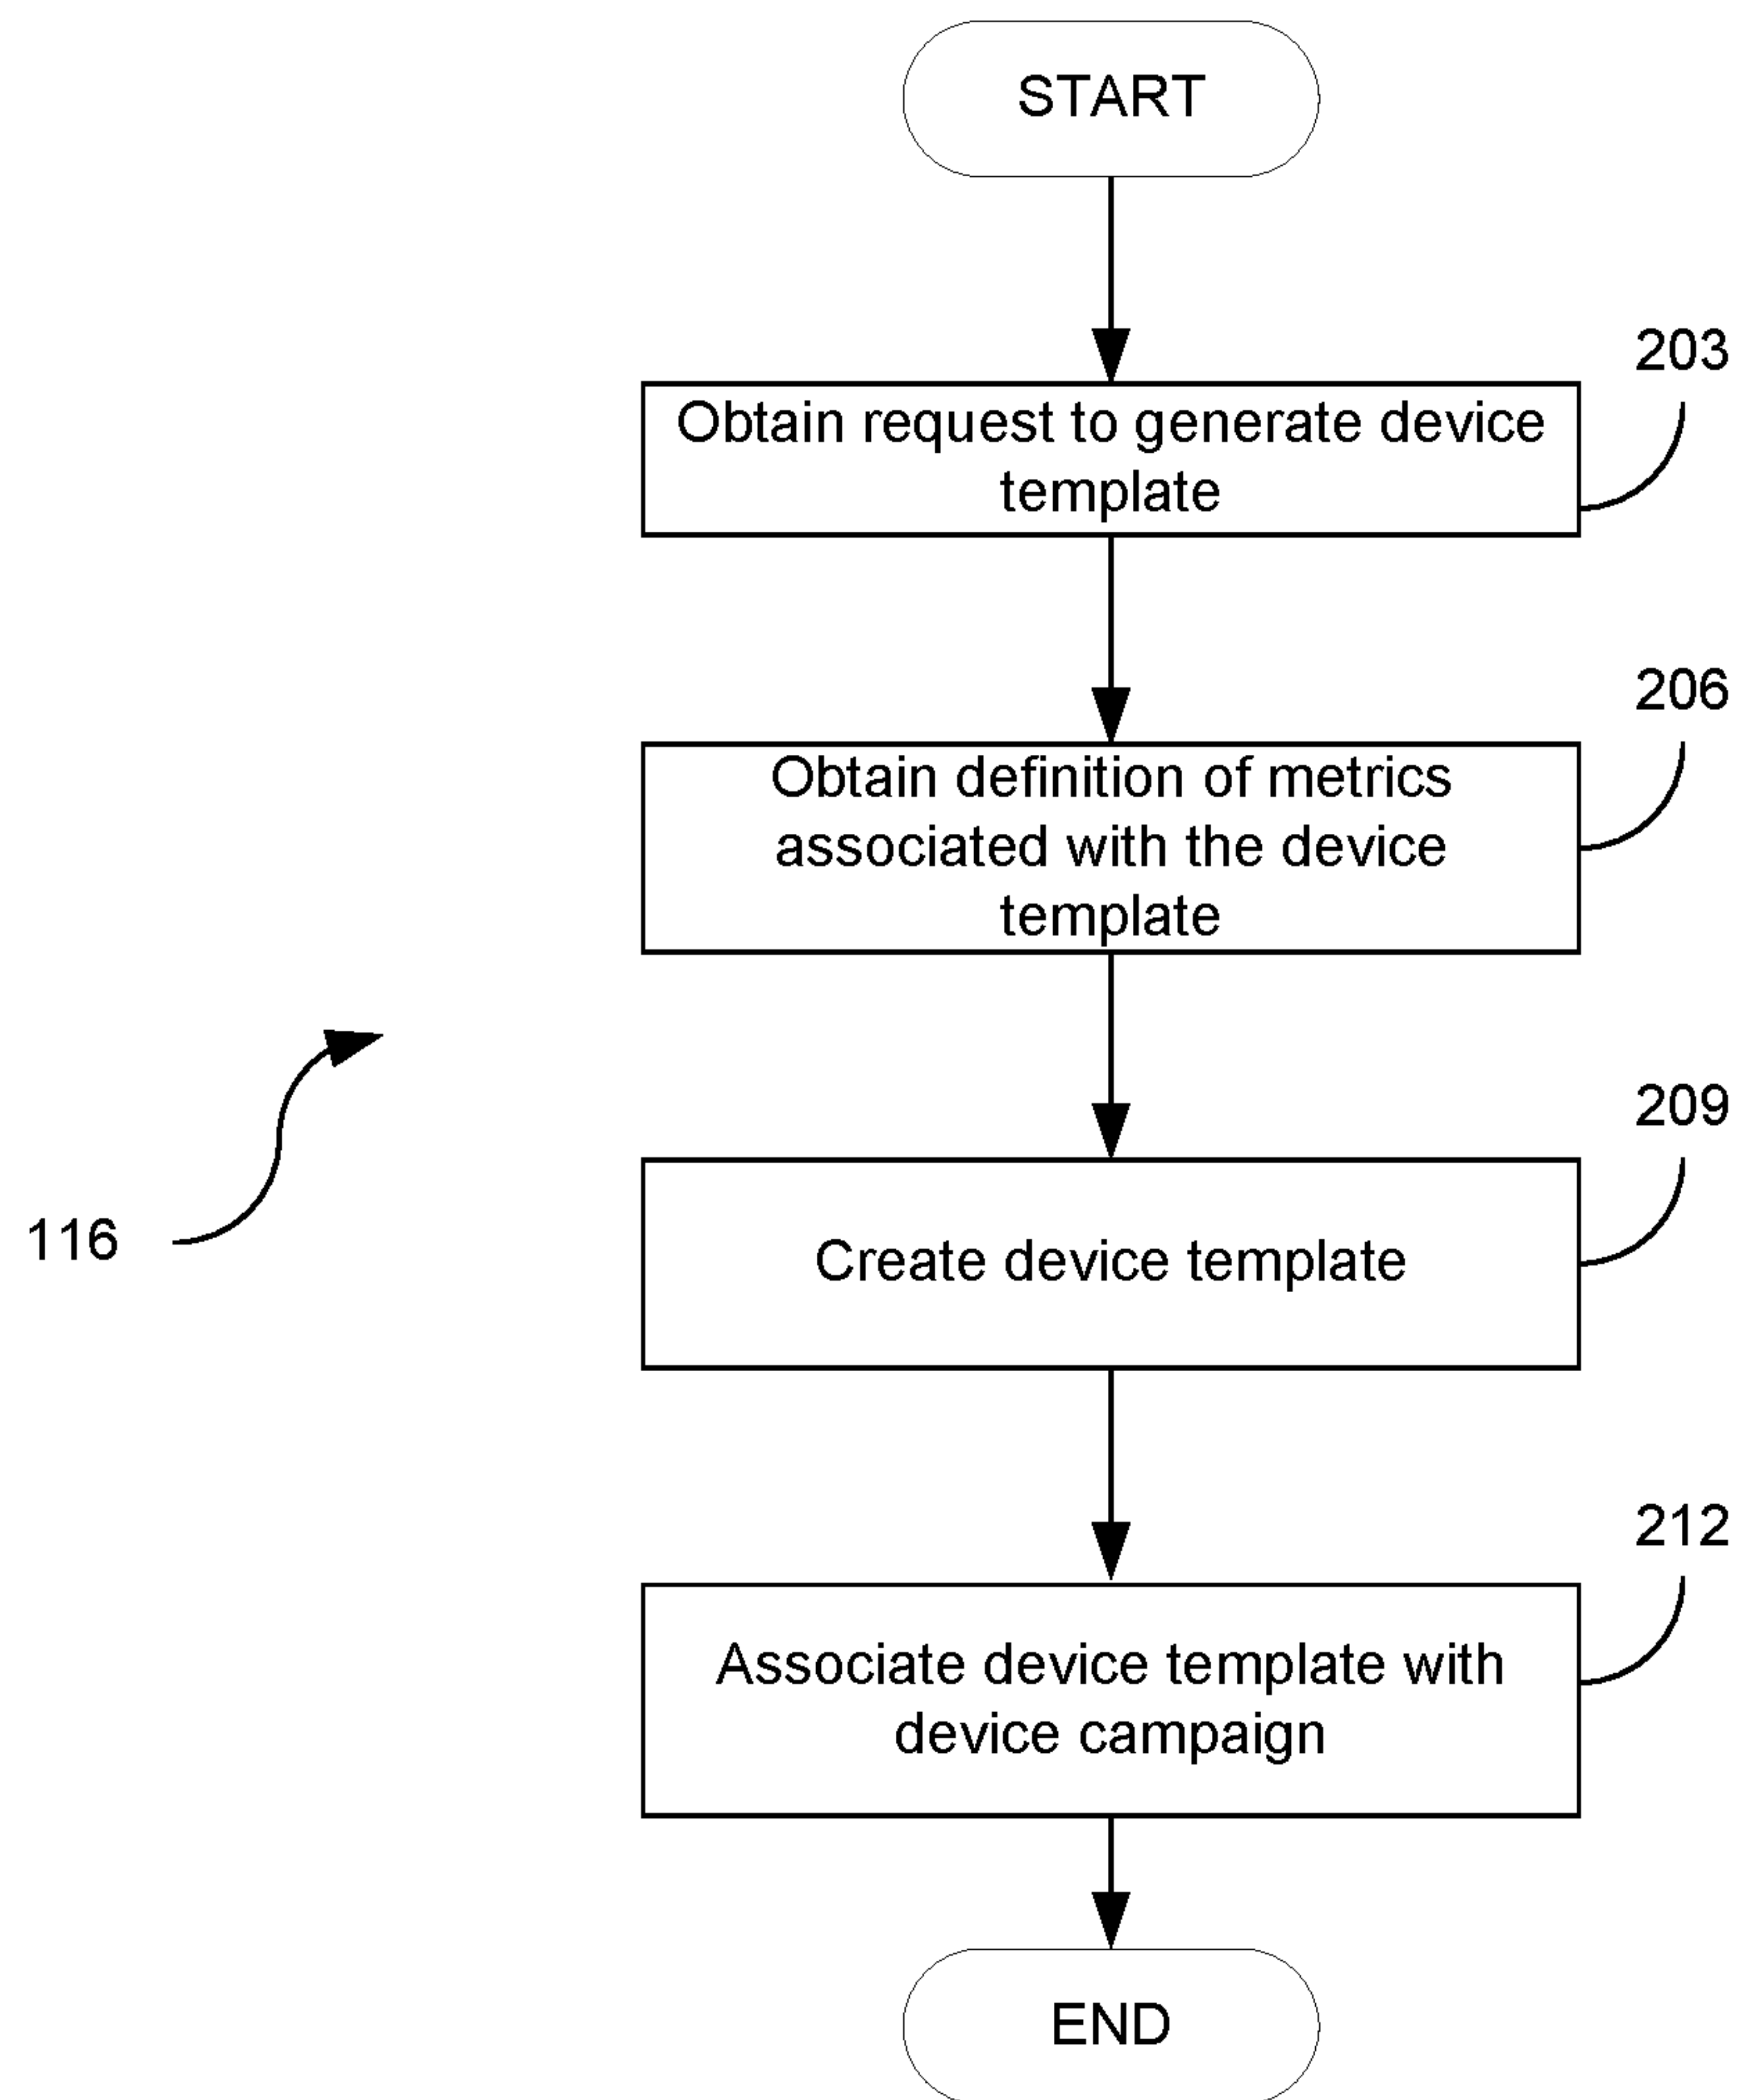 START
203
Obtain request to generate device
template
206
Obtain definition of metrics
associated with the device
template
209
116
Create device template
212
Associate device template with
device campaign
END